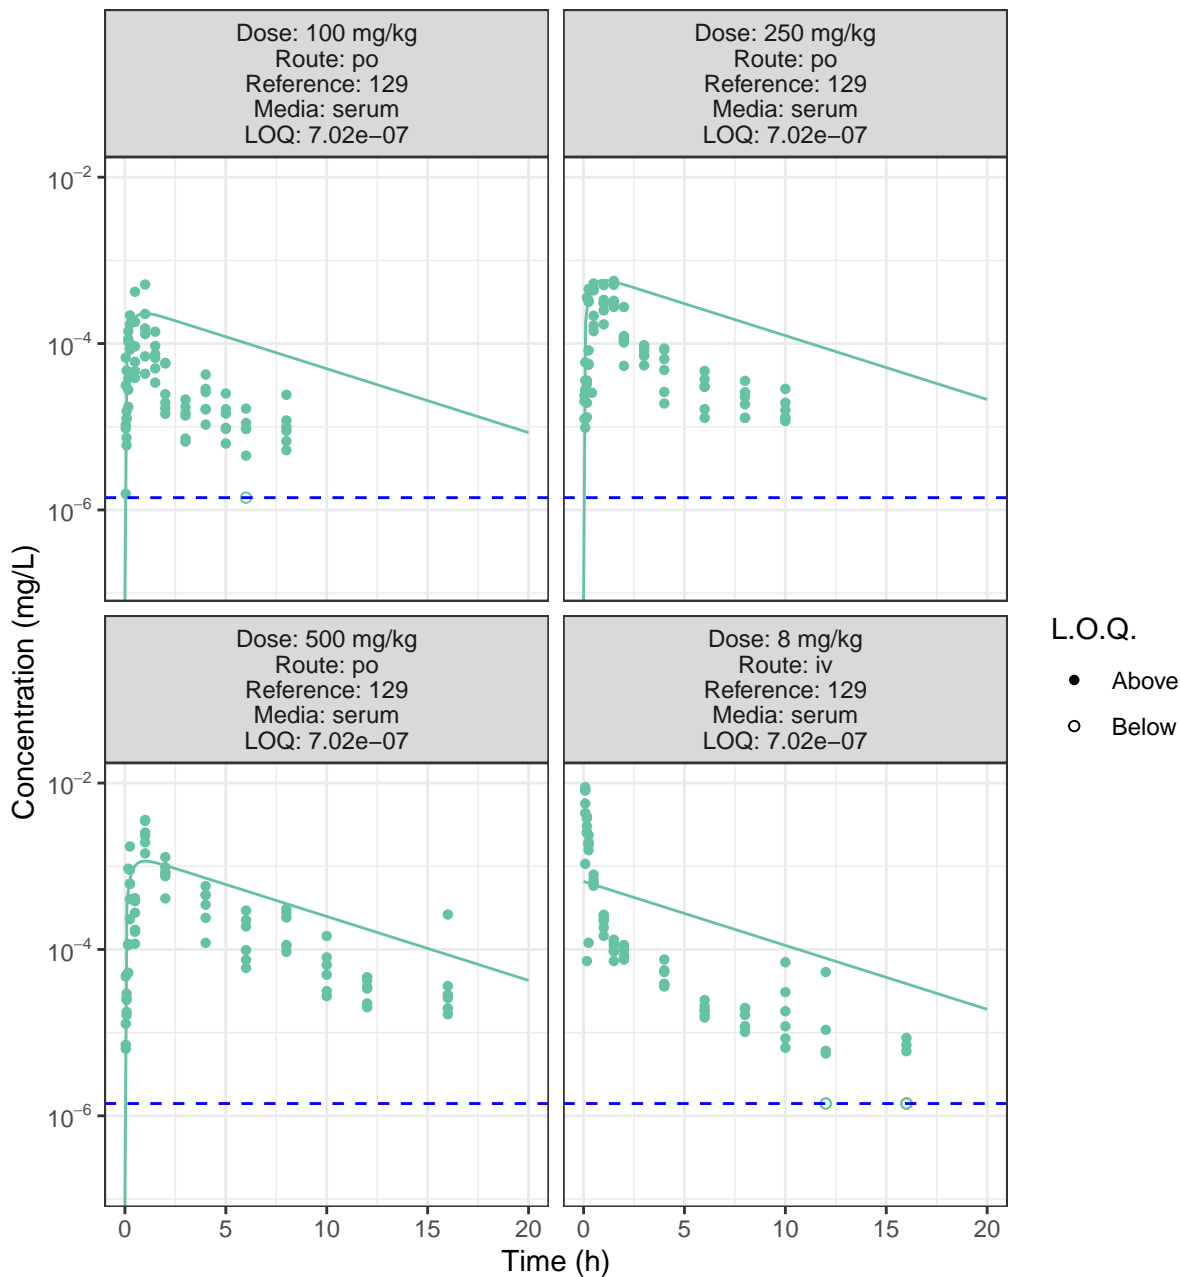 Dose: 100 mg/kg
Route: po
Reference: 129
Media: serum
LOQ: 7.02e−07
Dose: 250 mg/kg
Route: po
Reference: 129
Media: serum
LOQ: 7.02e−07
10⁻²
10⁻⁴
10⁻⁶
Concentration (mg/L)
Dose: 500 mg/kg
Route: po
Reference: 129
Media: serum
LOQ: 7.02e−07
Dose: 8 mg/kg
Route: iv
Reference: 129
Media: serum
LOQ: 7.02e−07
L.O.Q.
Above
Below
10⁻²
10⁻⁴
10⁻⁶
0 5 10 15 20 0 5 10 15 20
Time (h)